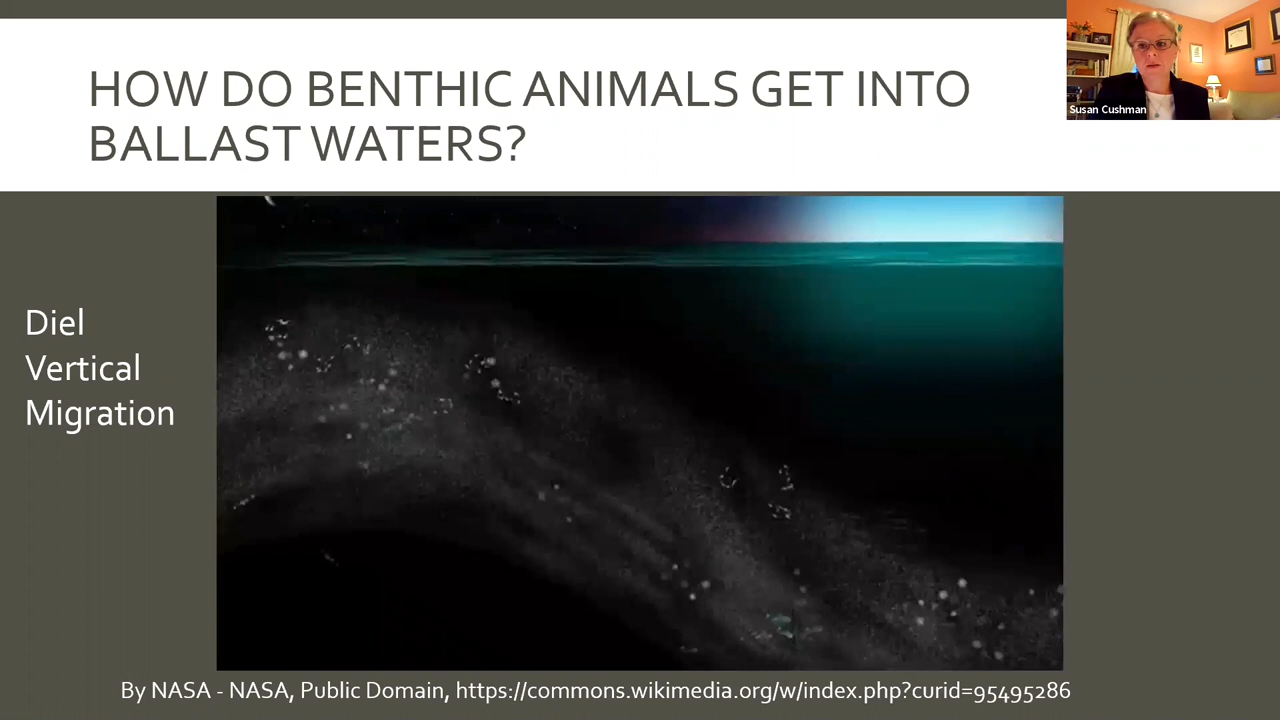 HOW DO BENTHIC ANIMALS GET INTO
BALLAST WATERS?
Susan Cushman
Diel
Vertical
Migration
By NASA - NASA, Public Domain, https://commons.wikimedia.org/w/index.php?curid=95495286